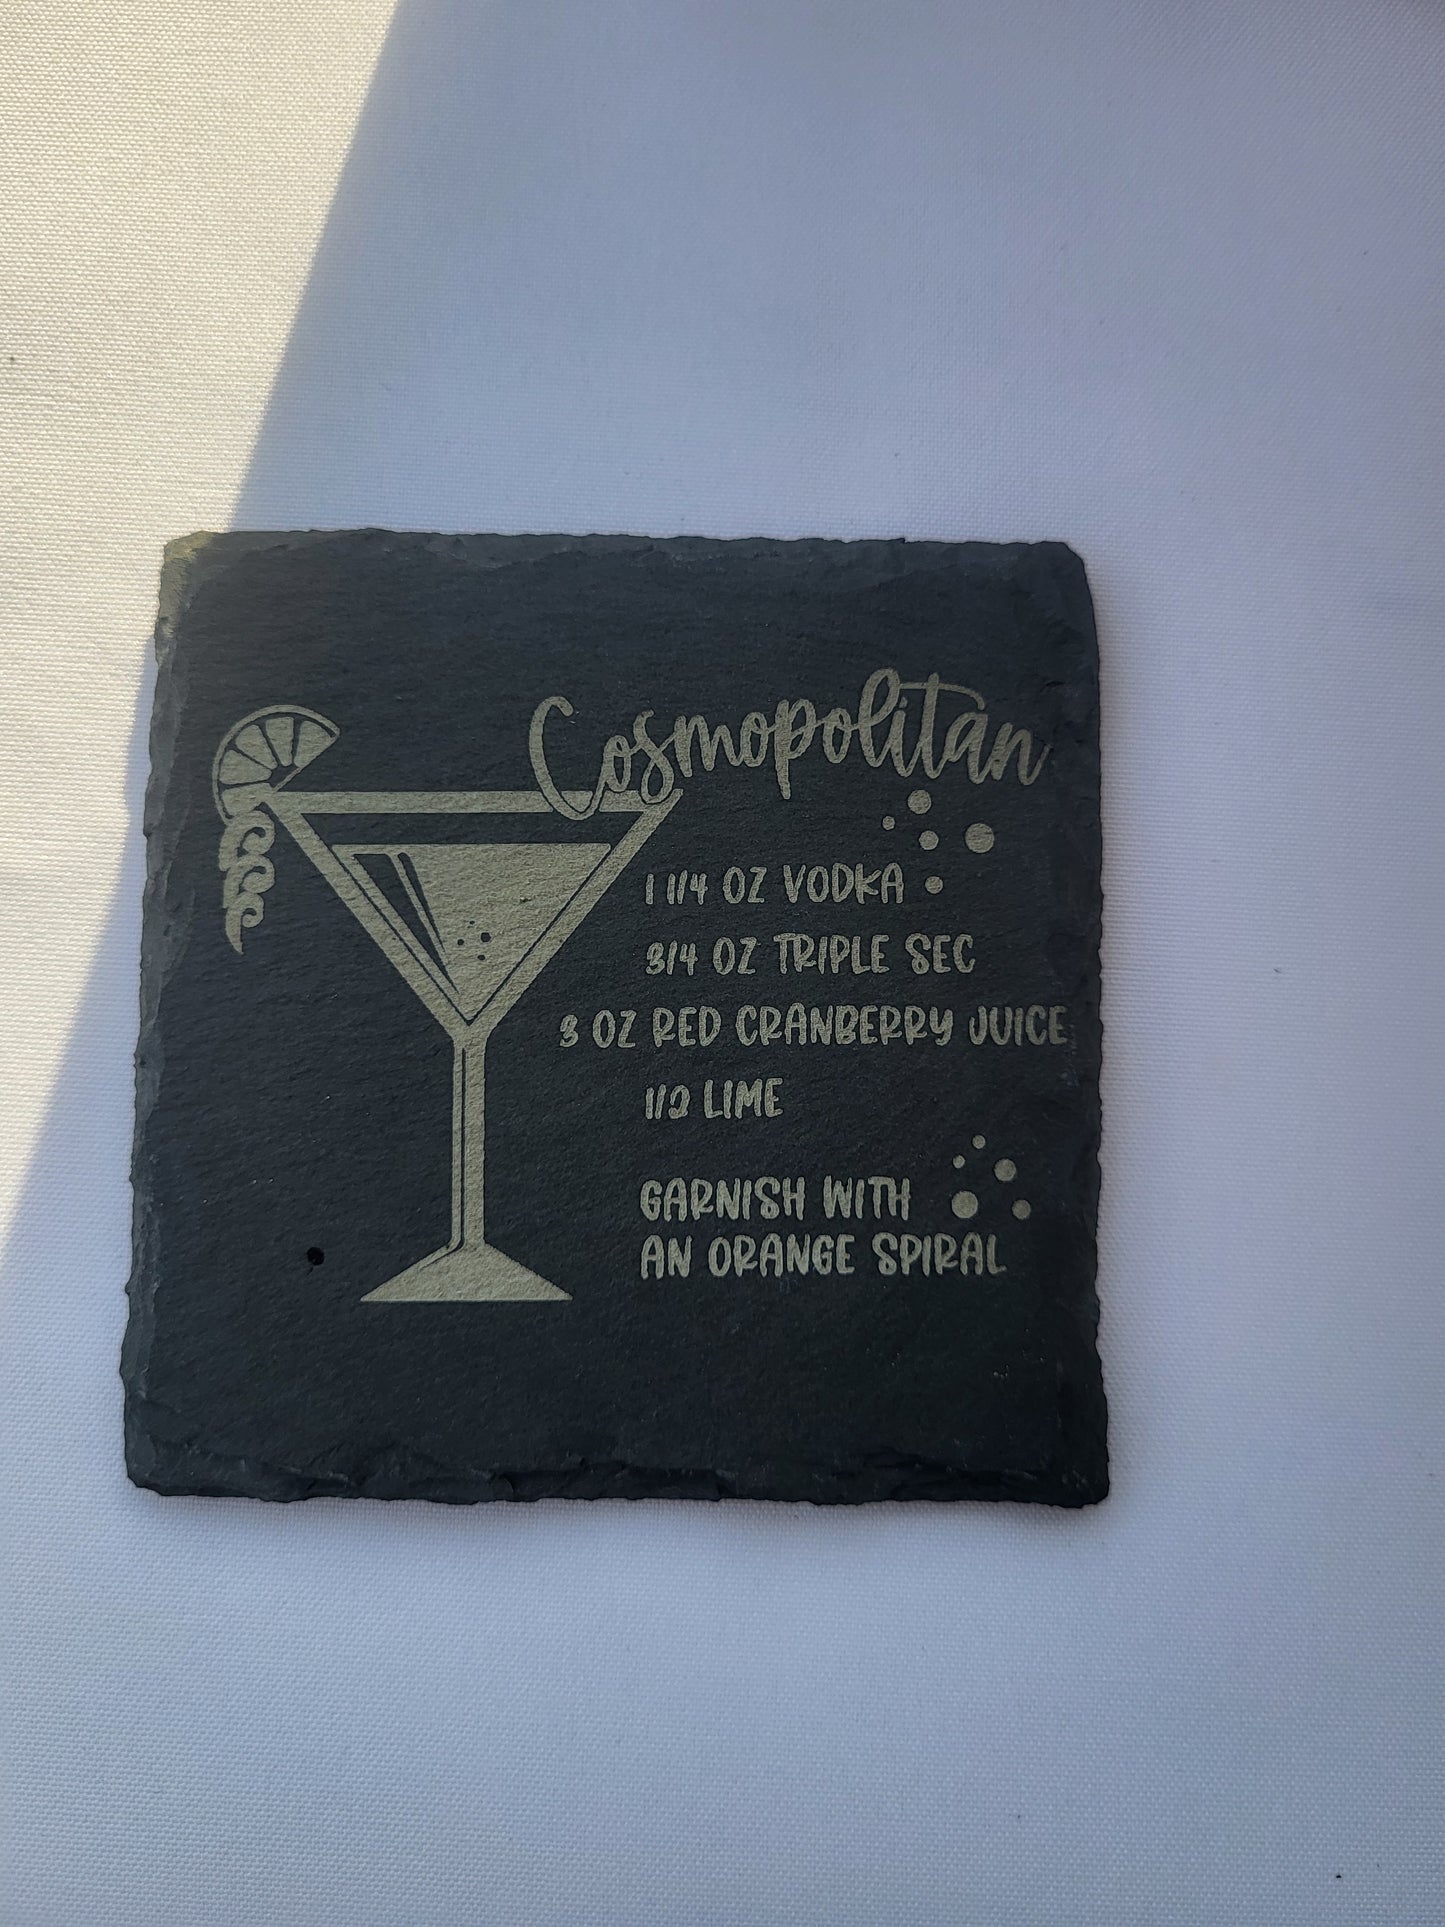 Cosmopolitan
1 1/4 OZ VODKA
3/4 OZ TRIPLE SEC
3 OZ RED CRANBERRY JUICE
1/2 LIME
GARNISH WITH
AN ORANGE SPIRAL